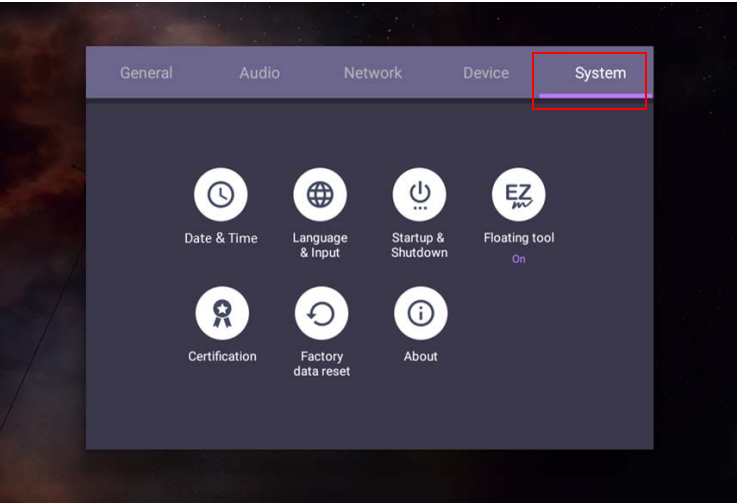 General Audio Network Device System
EZ
Date & Time
Language
& Input
Startup &
Shutdown
Floating tool
On
Certification
Factory
data reset
About